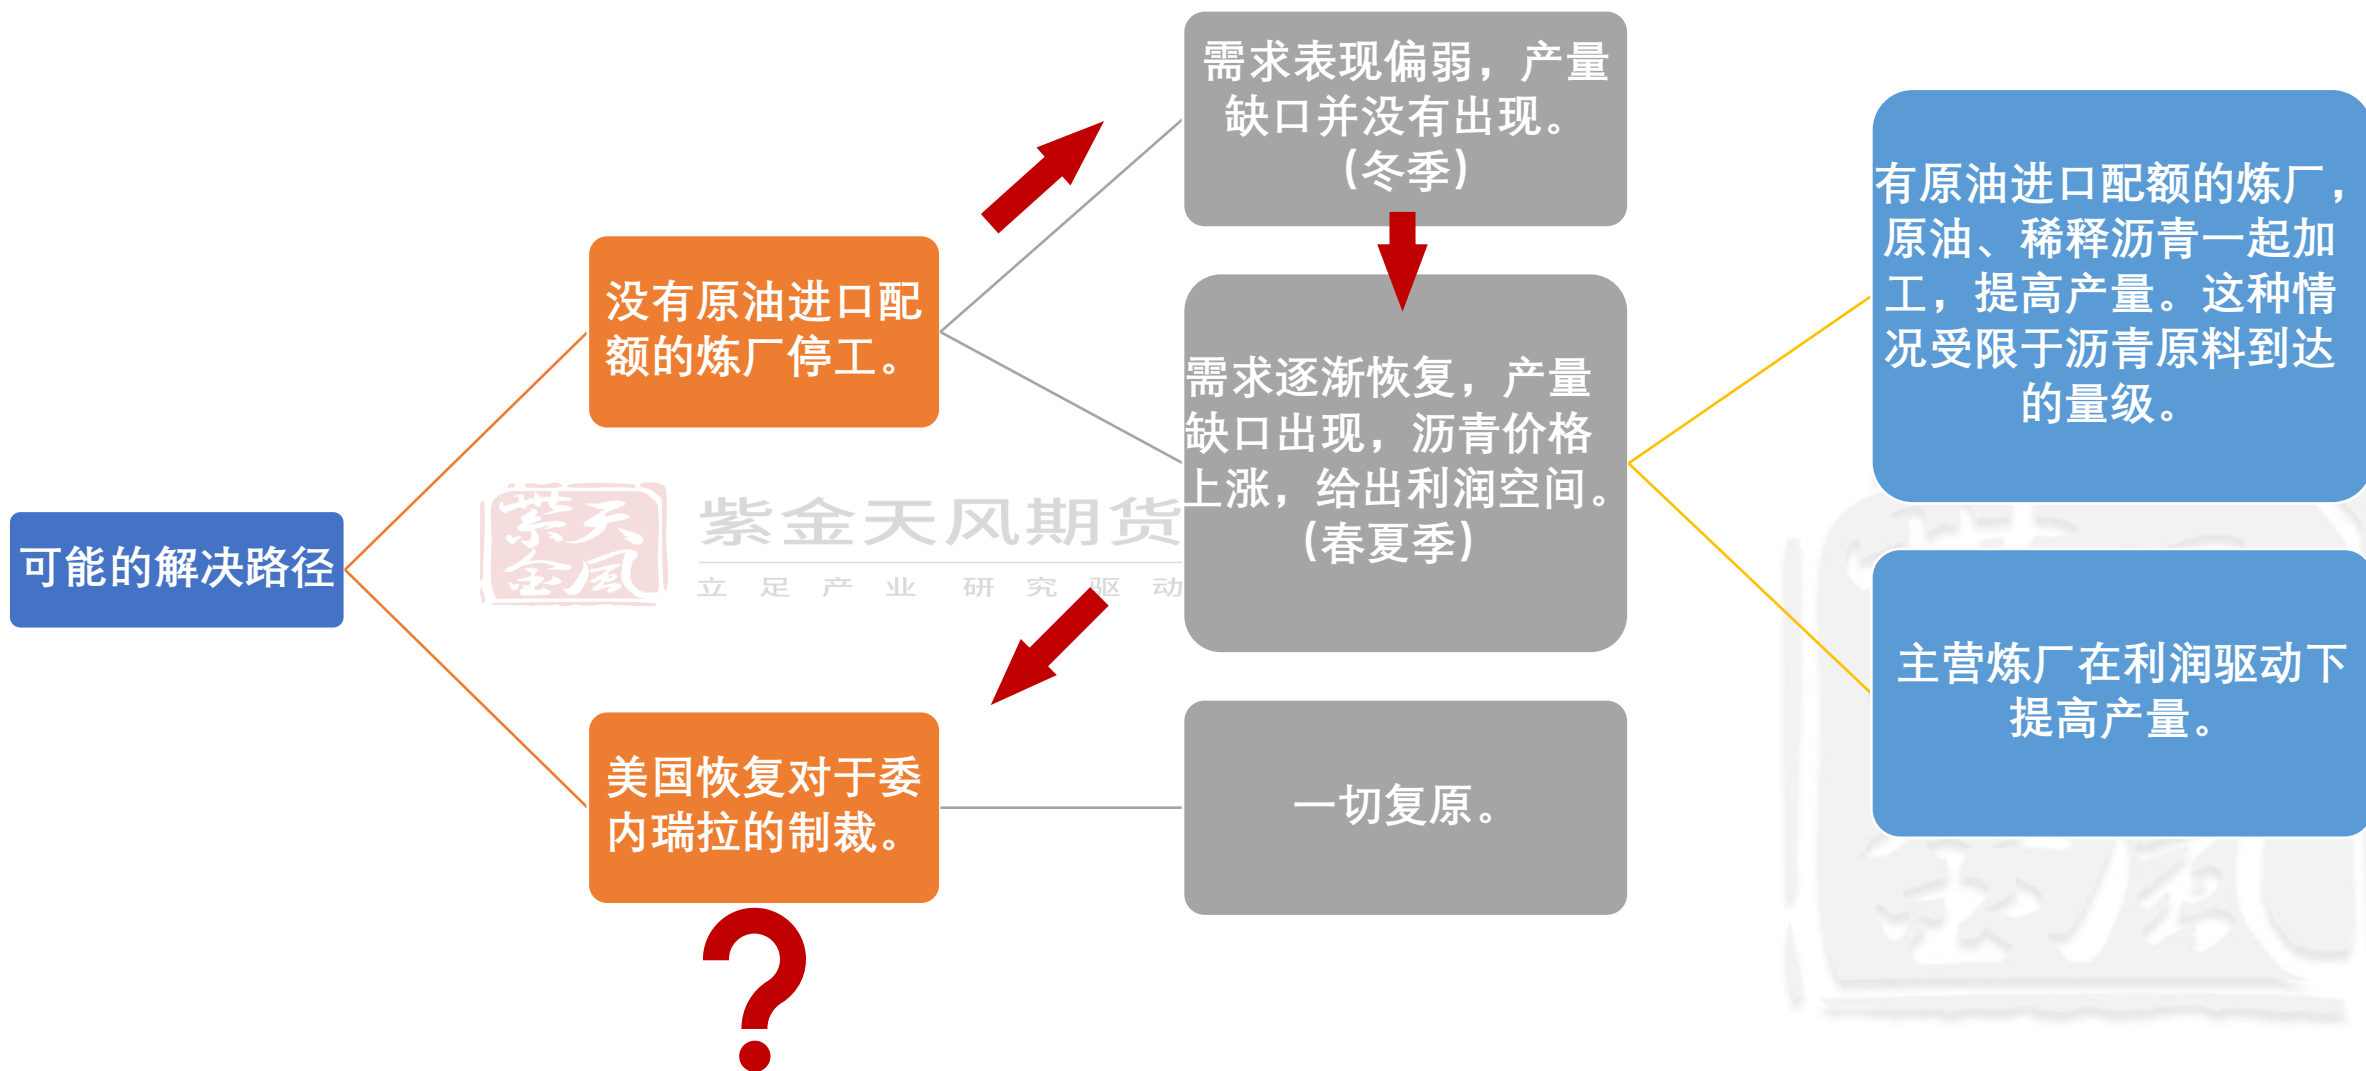 可能的解决路径
没有原油进口配
额的炼厂停工。
美国恢复对于委
内瑞拉的制裁。
?
需求表现偏弱，产量
缺口并没有出现。
(冬季)
需求逐渐恢复，产量
缺口出现，沥青价格
上涨，给出利润空间。
(春夏季)
一切复原。
有原油进口配额的炼厂，
原油、稀释沥青一起加
工，提高产量。这种情
况受限于沥青原料到达
的量级。
主营炼厂在利润驱动下
提高产量。
紫金天风期货
立足产业 研究驱动
紫天
金風